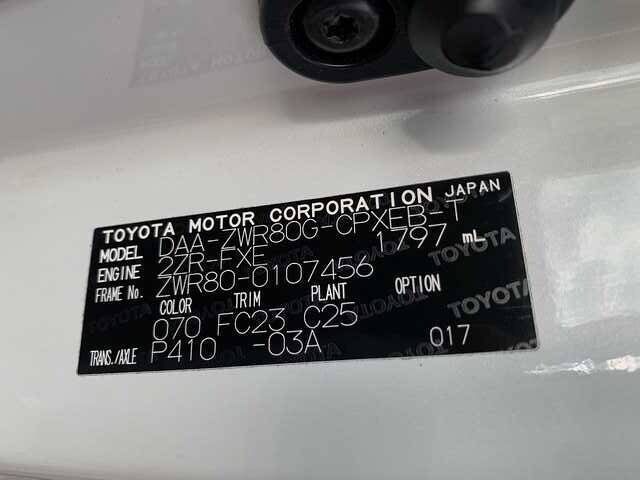 TOYOTA MOTOR CORPORATION JAPAN
MODEL DAA-ZWR80G-CPXEB-T
ENGINE 2ZR-FXE 1797 mL
FRAME No. ZWR80-0107456
COLOR TRIM PLANT OPTION
070 FC23 C25
TRANS./AXLE P410 -03A 017